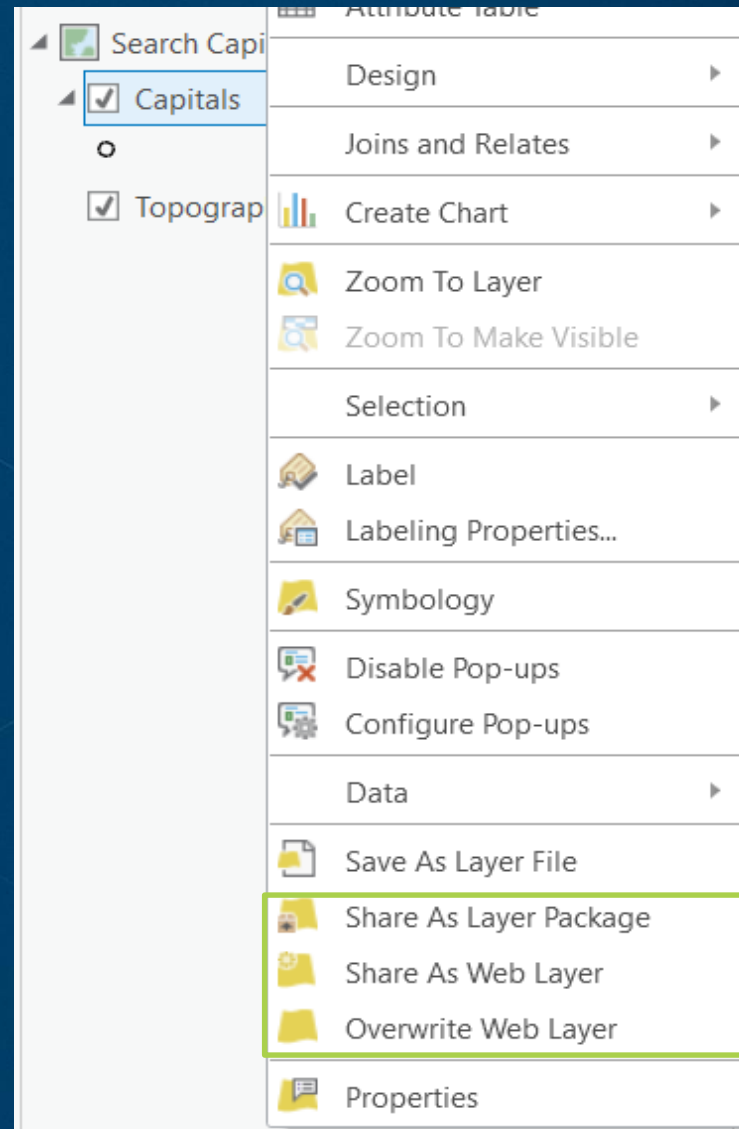 Attribute Table
Search Capi
Design
Capitals
Joins and Relates
Topograp
Create Chart
Zoom To Layer
Zoom To Make Visible
Selection
Label
Labeling Properties...
Symbology
Disable Pop-ups
Configure Pop-ups
Data
Save As Layer File
Share As Layer Package
Share As Web Layer
Overwrite Web Layer
Properties